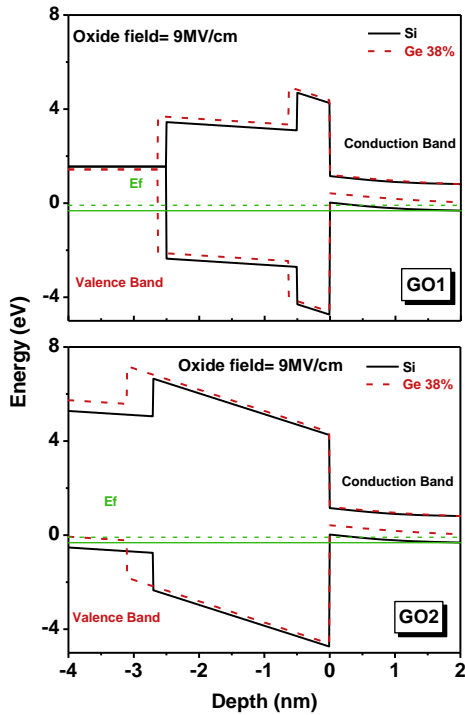 Oxide field= 9MV/cm
Si
Ge 38%
8
4
0
-4
Conduction Band
Ef
Valence Band
GO1
Energy (eV)
Oxide field= 9MV/cm
Si
Ge 38%
8
4
0
-4
Conduction Band
Ef
Valence Band
GO2
-4 -3 -2 -1 0 1 2
Depth (nm)